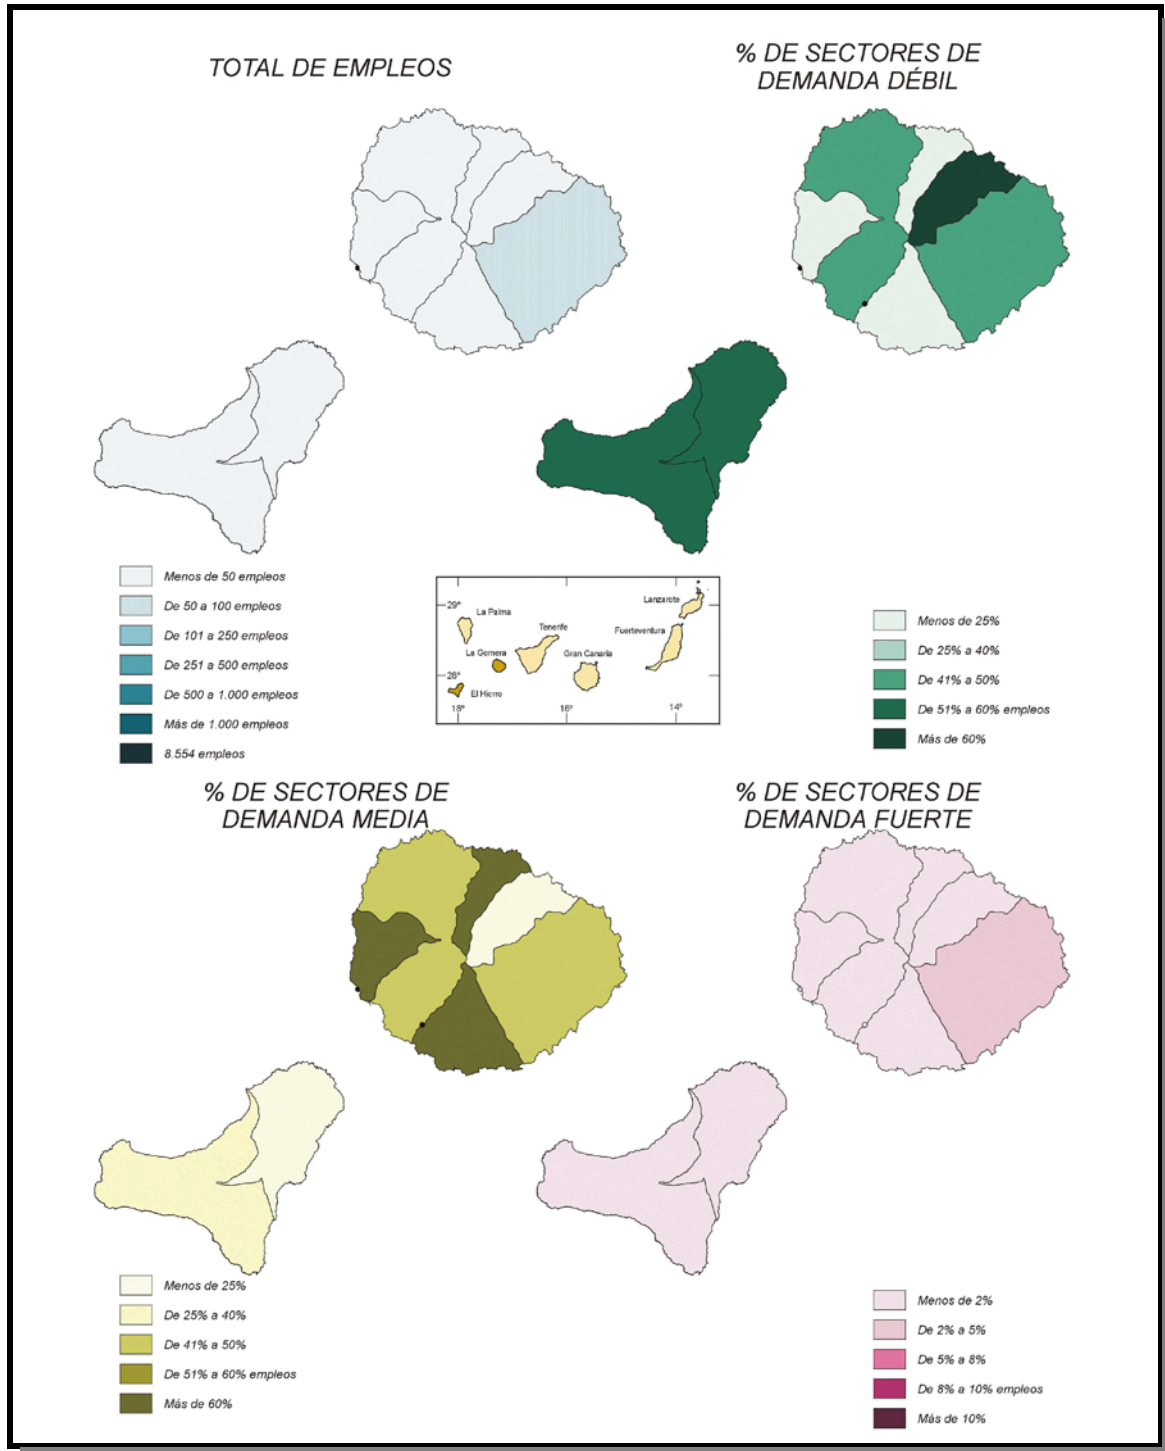 TOTAL DE EMPLEOS
% DE SECTORES DE
DEMANDA DÉBIL
Menos de 50 empleos
De 50 a 100 empleos
De 101 a 250 empleos
De 251 a 500 empleos
De 500 a 1.000 empleos
Más de 1.000 empleos
8.554 empleos
29º
28º
18º
16º
14º
La Palma
La Gomera
El Hierro
Tenerife
Gran Canaria
Fuerteventura
Lanzarote
Menos de 25%
De 25% a 40%
De 41% a 50%
De 51% a 60% empleos
Más de 60%
% DE SECTORES DE
DEMANDA MEDIA
% DE SECTORES DE
DEMANDA FUERTE
Menos de 25%
De 25% a 40%
De 41% a 50%
De 51% a 60% empleos
Más de 60%
Menos de 2%
De 2% a 5%
De 5% a 8%
De 8% a 10% empleos
Más de 10%